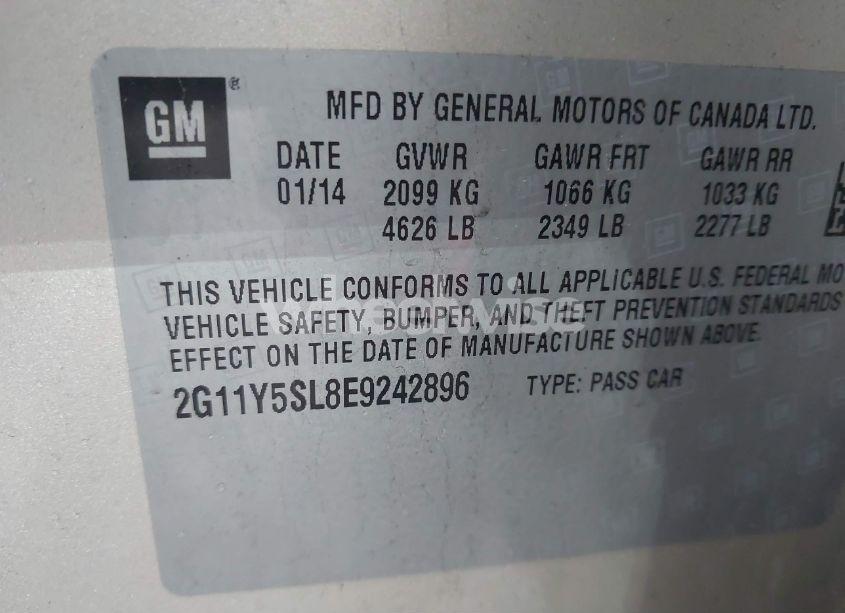 GM ®
MFD BY GENERAL MOTORS OF CANADA LTD.
DATE GVWR GAWR FRT GAWR RR
01/14 2099 KG 1066 KG 1033 KG
4626 LB 2349 LB 2277 LB
THIS VEHICLE CONFORMS TO ALL APPLICABLE U.S. FEDERAL MO
VEHICLE SAFETY, BUMPER, AND THEFT PREVENTION STANDARDS
EFFECT ON THE DATE OF MANUFACTURE SHOWN ABOVE.
2G11Y5SL8E9242896 TYPE: PASS CAR